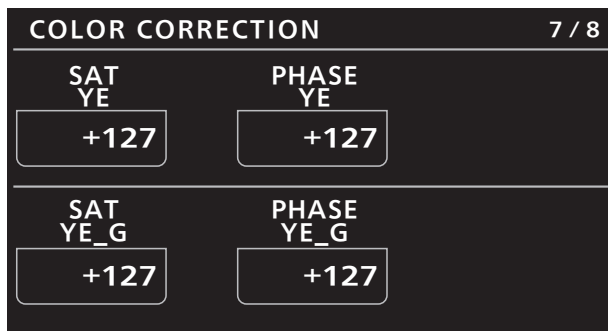 COLOR CORRECTION 7/8
SAT PHASE
YE YE
+127 +127
SAT PHASE
YE_G YE_G
+127 +127